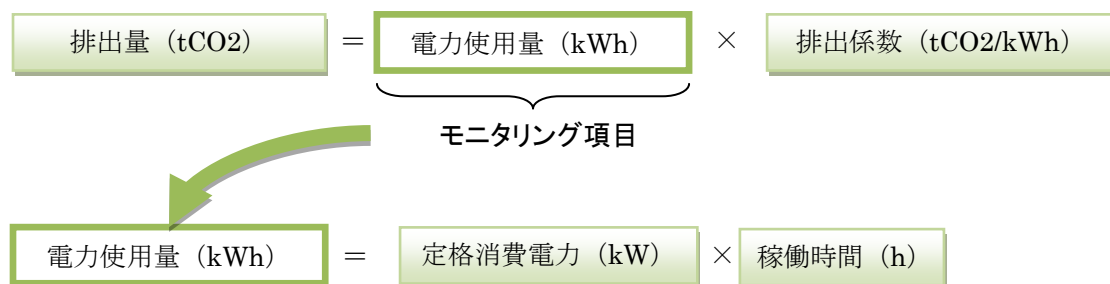 排出量（tCO2） ＝ 電力使用量（kWh） × 排出係数（tCO2/kWh）
モニタリング項目
電力使用量（kWh） ＝ 定格消費電力（kW） × 稼働時間（h）